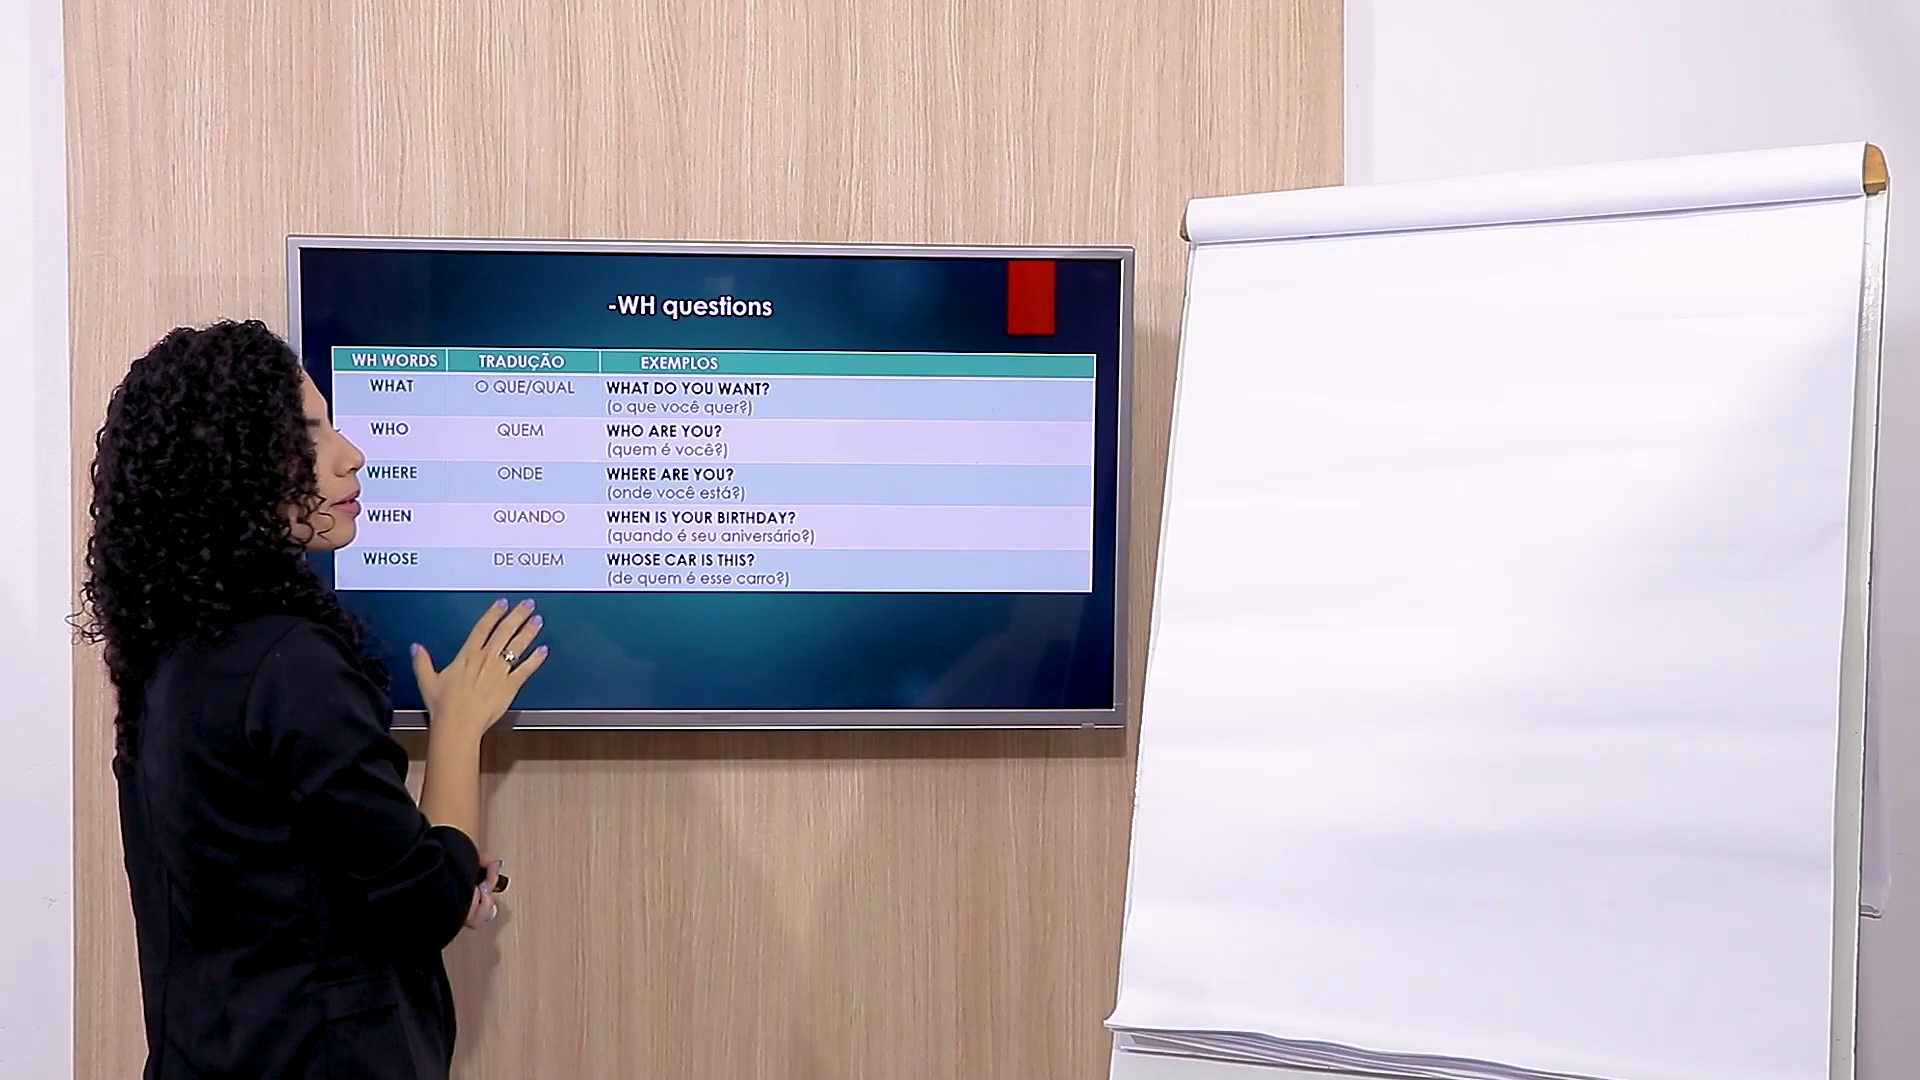 -WH questions
WH WORDS TRADUÇÃO EXEMPLOS
WHAT O QUE/QUAL WHAT DO YOU WANT?
(o que você quer?)
WHO QUEM WHO ARE YOU?
(quem é você?)
WHERE ONDE WHERE ARE YOU?
(onde você está?)
WHEN QUANDO WHEN IS YOUR BIRTHDAY?
(quando é seu aniversário?)
WHOSE DE QUEM WHOSE CAR IS THIS?
(de quem é esse carro?)